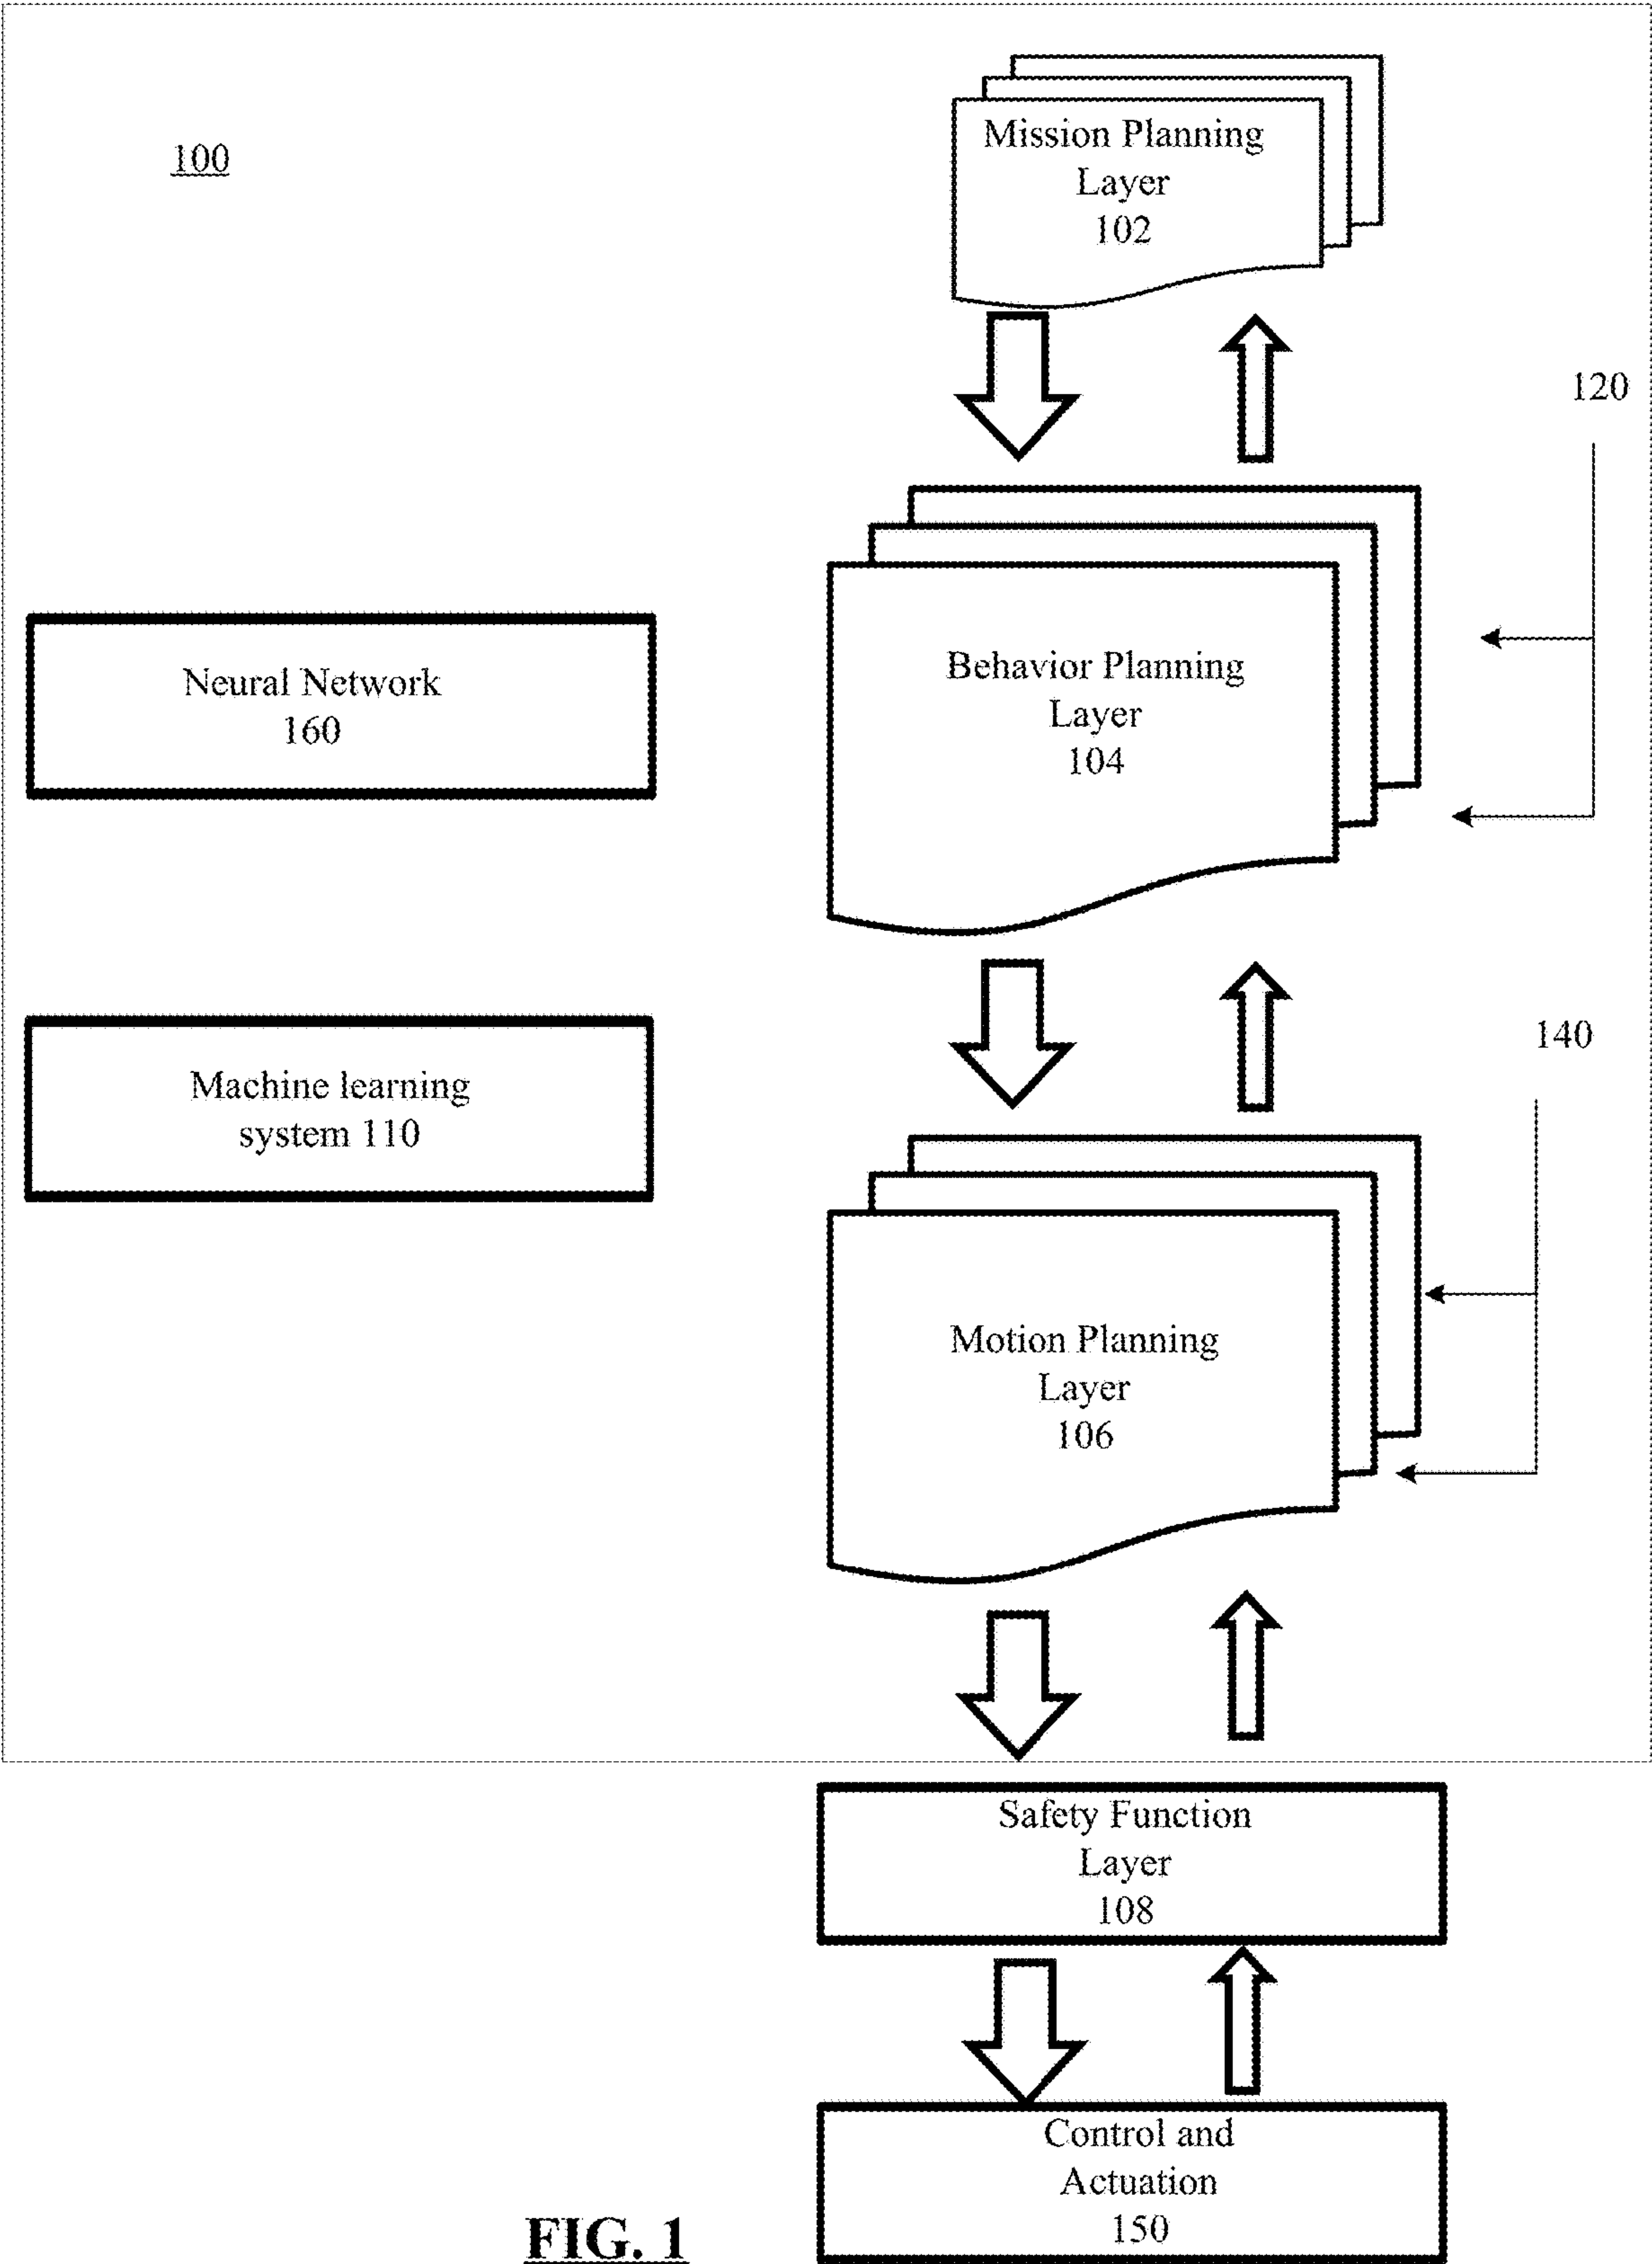 100
Mission Planning
Layer
102
120
Neural Network
160
Behavior Planning
Layer
104
Machine learning
system 110
140
Motion Planning
Layer
106
Safety Function
Layer
108
Control and
Actuation
150
FIG. 1